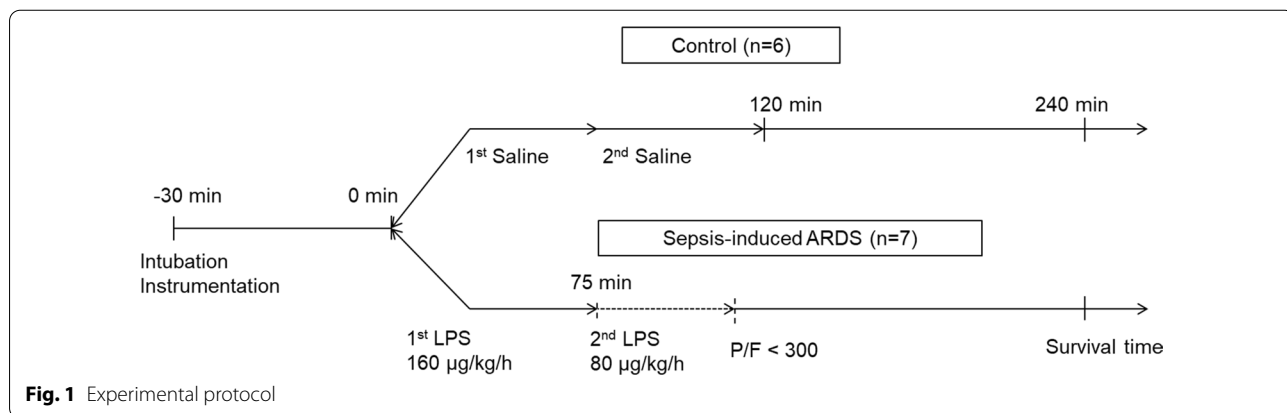 Control (n=6)
120 min
240 min
1st Saline
2nd Saline
-30 min
0 min
Intubation
Instrumentation
Sepsis-induced ARDS (n=7)
75 min
1st LPS
160 µg/kg/h
2nd LPS
80 µg/kg/h
P/F < 300
Survival time
Fig. 1 Experimental protocol